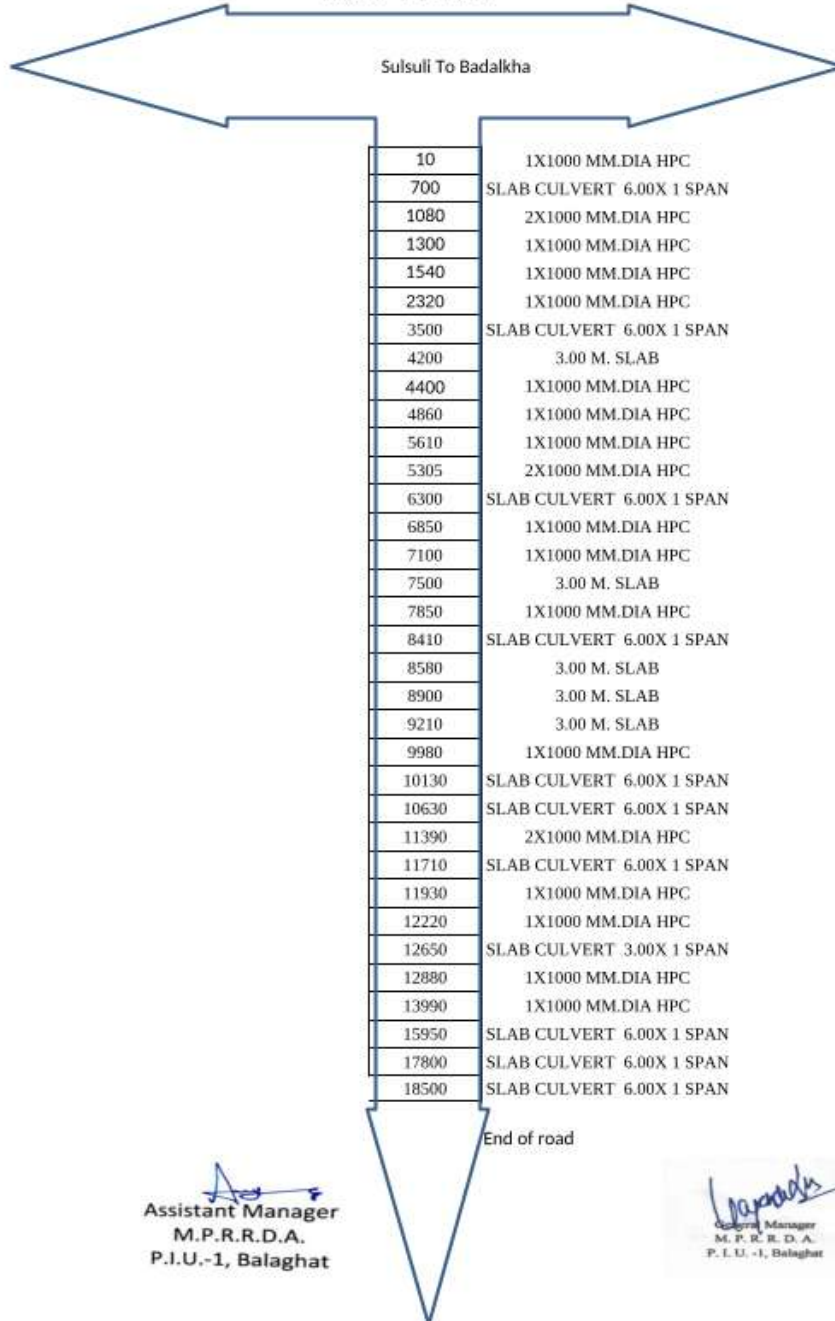 Sulsuli To Badalkha
10 1X1000 MM.DIA HPC
700 SLAB CULVERT 6.00X 1 SPAN
1080 2X1000 MM.DIA HPC
1300 1X1000 MM.DIA HPC
1540 1X1000 MM.DIA HPC
2320 1X1000 MM.DIA HPC
3500 SLAB CULVERT 6.00X 1 SPAN
4200 3.00 M. SLAB
4400 1X1000 MM.DIA HPC
4860 1X1000 MM.DIA HPC
5610 1X1000 MM.DIA HPC
5305 2X1000 MM.DIA HPC
6300 SLAB CULVERT 6.00X 1 SPAN
6850 1X1000 MM.DIA HPC
7100 1X1000 MM.DIA HPC
7500 3.00 M. SLAB
7850 1X1000 MM.DIA HPC
8410 SLAB CULVERT 6.00X 1 SPAN
8580 3.00 M. SLAB
8900 3.00 M. SLAB
9210 3.00 M. SLAB
9980 1X1000 MM.DIA HPC
10130 SLAB CULVERT 6.00X 1 SPAN
10630 SLAB CULVERT 6.00X 1 SPAN
11390 2X1000 MM.DIA HPC
11710 SLAB CULVERT 6.00X 1 SPAN
11930 1X1000 MM.DIA HPC
12220 1X1000 MM.DIA HPC
12650 SLAB CULVERT 3.00X 1 SPAN
12880 1X1000 MM.DIA HPC
13990 1X1000 MM.DIA HPC
15950 SLAB CULVERT 6.00X 1 SPAN
17800 SLAB CULVERT 6.00X 1 SPAN
18500 SLAB CULVERT 6.00X 1 SPAN
End of road
Assistant Manager
M.P.R.R.D.A.
P.I.U.-1, Balaghat
General Manager
M. P. R. R. D. A.
P. I. U. -1, Balaghat